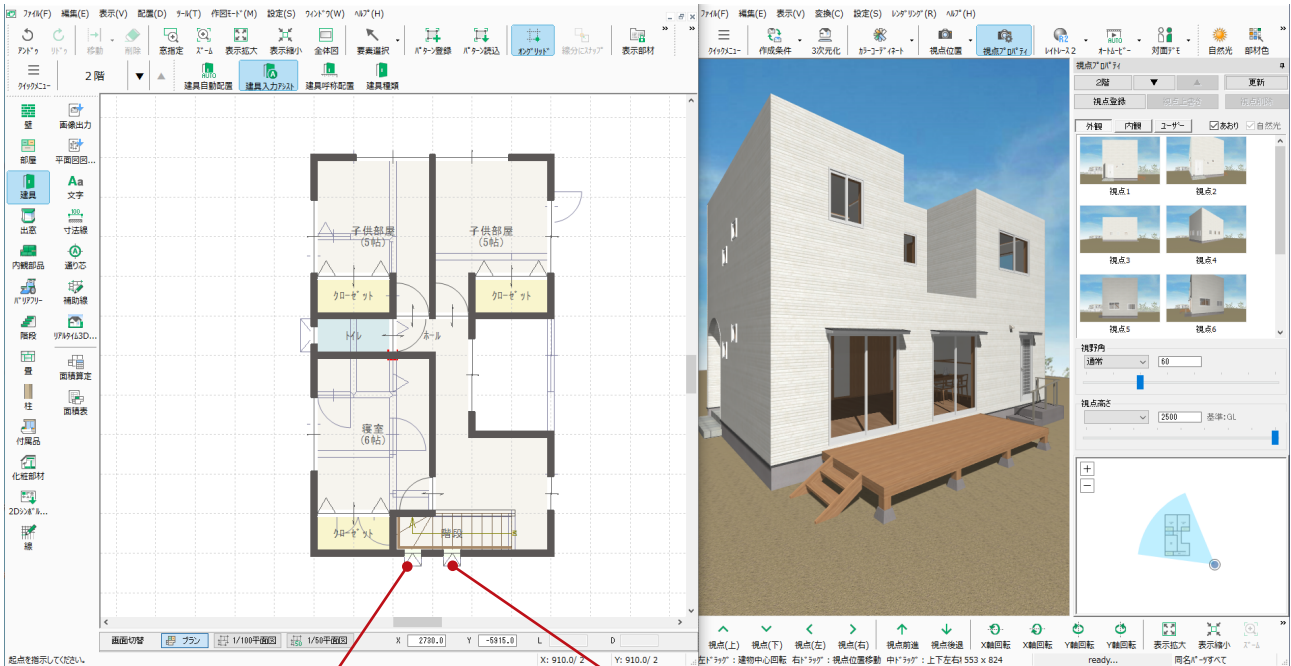 ファイル(F) 編集(E) 表示(V) 配置(D) ツール(T) 作図モード(M) 設定(S) ウィンドウ(W) ヘルプ(H)
アンドゥ リドゥ 移動 削除 窓指定 ズーム 表示拡大 表示縮小 全体図 要素選択 パターン登録 パターン読込 オングリッド 線分にスナップ 表示部材
クイックメニュー 2階 ▼ ▲ 建具自動配置 建具入力アシスト 建具呼称配置 建具種類
壁 画像出力
部屋 平面図図...
建具 文字
出窓 寸法線
内観部品 通り芯
バリアフリー 補助線
階段 リアルタイム3D...
畳 面積算定
柱 面積表
付属品
化粧部材
2Dシンボル...
線
子供部屋
(5帖)
子供部屋
(5帖)
クローゼット
クローゼット
トイレ
ホール
寝室
(6帖)
クローゼット
階段
画面切替 プラン 1/100平面図 1/50平面図 X 2730.0 Y -5915.0 L D
起点を指示してください。 X: 910.0/ 2 Y: 910.0/ 2
ファイル(F) 編集(E) 表示(V) 変換(C) 設定(S) レンダリング(R) ヘルプ(H)
クイックメニュー 作成条件 3次元化 カラーコーディネート 視点位置 視点プロパティ レイトレース2 オートムービー 対面デモ 自然光 部材色
視点プロパティ
2階 ▼ ▲ 更新
視点登録 視点上書き 視点削除
外観 内観 ユーザー あおり 自然光
視点1 視点2
視点3 視点4
視点5 視点6
視野角
通常 60
視点高さ
2500 基準:GL
+
−
視点(上) 視点(下) 視点(左) 視点(右) 視点前進 視点後退 X軸回転 X軸回転 Y軸回転 Y軸回転 表示拡大 表示縮小 ズーム
左ドラッグ：建物中心回転 右ドラッグ：視点位置移動 中ドラッグ：上下左右 553 x 824 ready... 同名パーツすべて